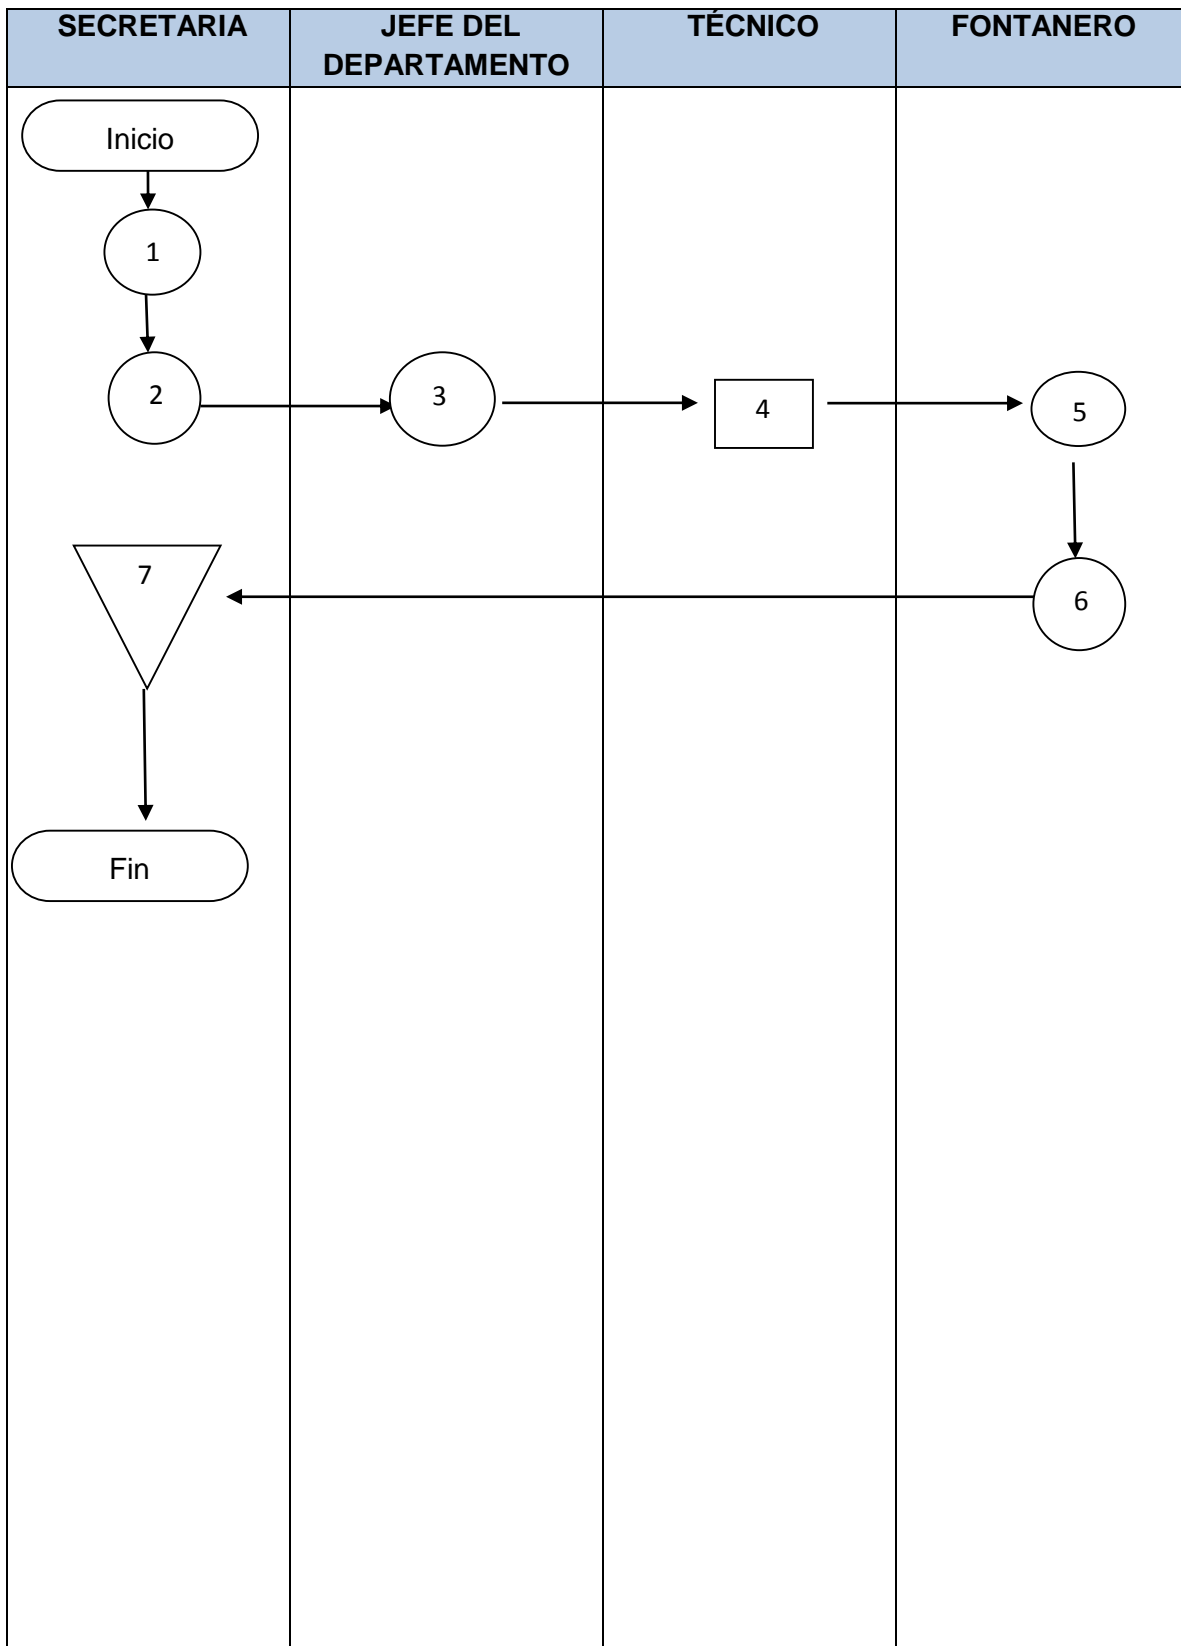 SECRETARIA
JEFE DEL
DEPARTAMENTO
TÉCNICO
FONTANERO
Inicio
1
2
3
4
5
7
6
Fin